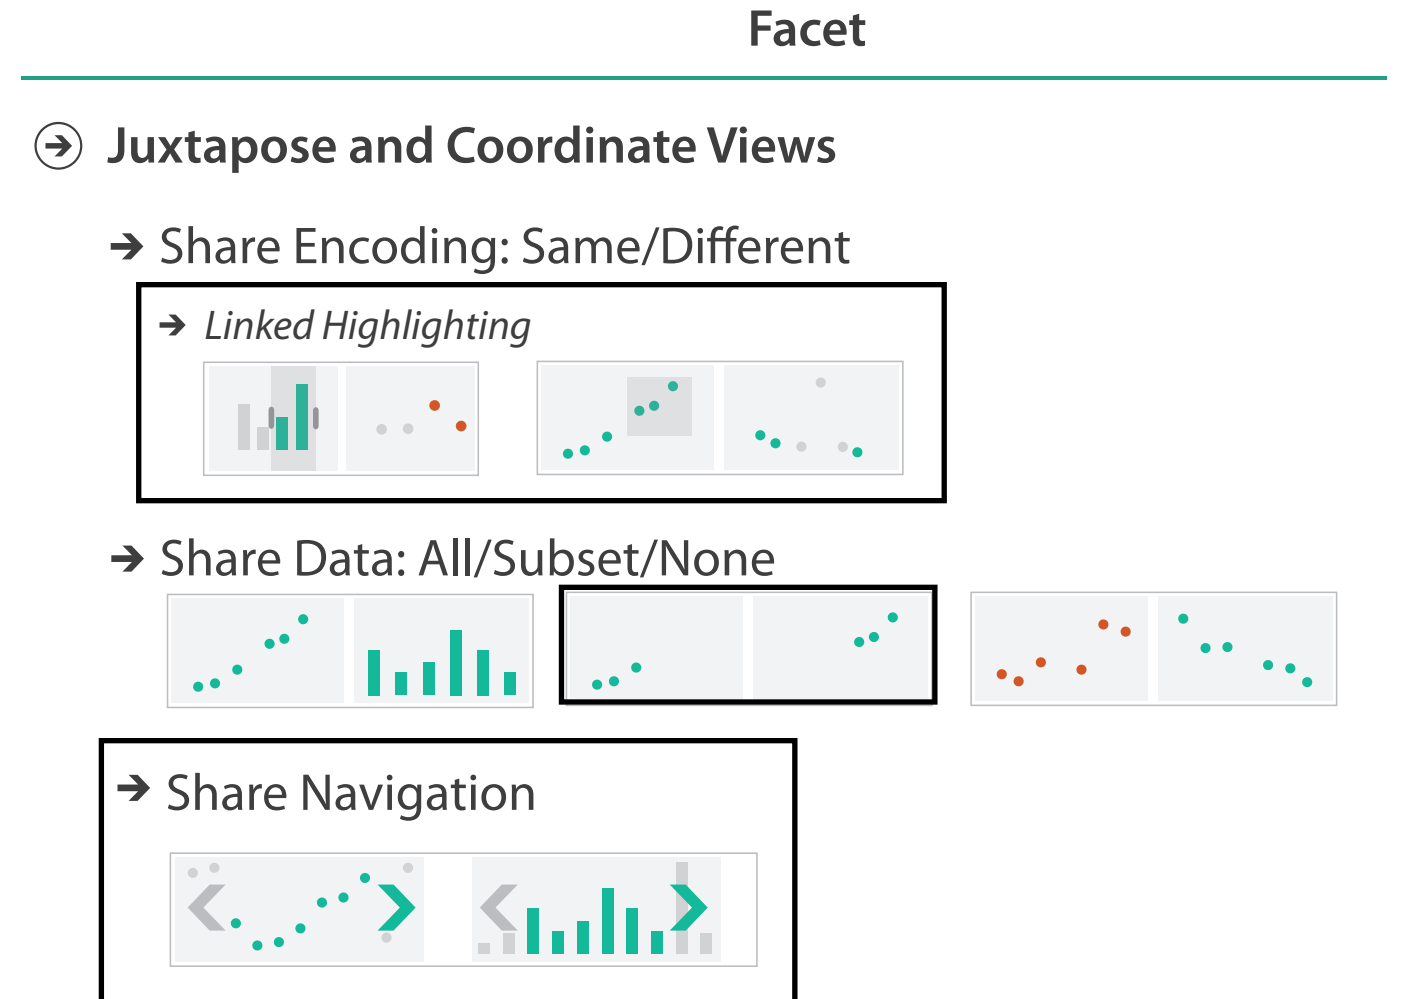 Facet
Juxtapose and Coordinate Views
Share Encoding: Same/Different
Linked Highlighting
Share Data: All/Subset/None
Share Navigation